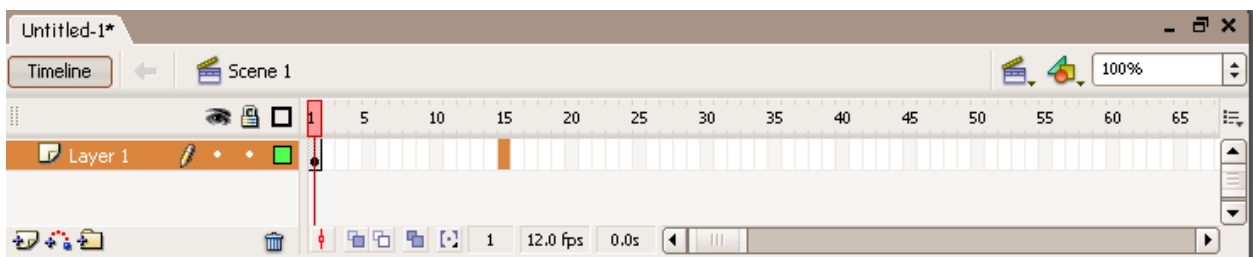 Untitled-1*
Timeline Scene 1 100%
1 5 10 15 20 25 30 35 40 45 50 55 60 65
Layer 1
1 12.0 fps 0.0s